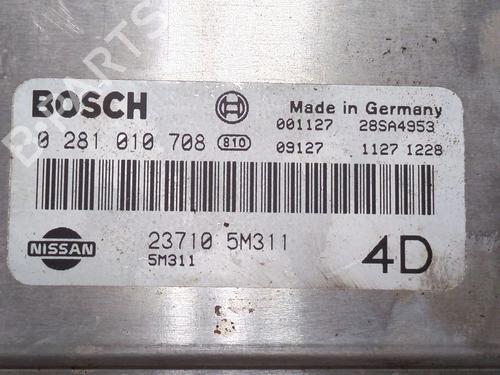 BOSCH
Made in Germany
001127 28SA4953
0 281 010 708 810
09127 1127 1228
NISSAN
23710 5M311
5M311
4D